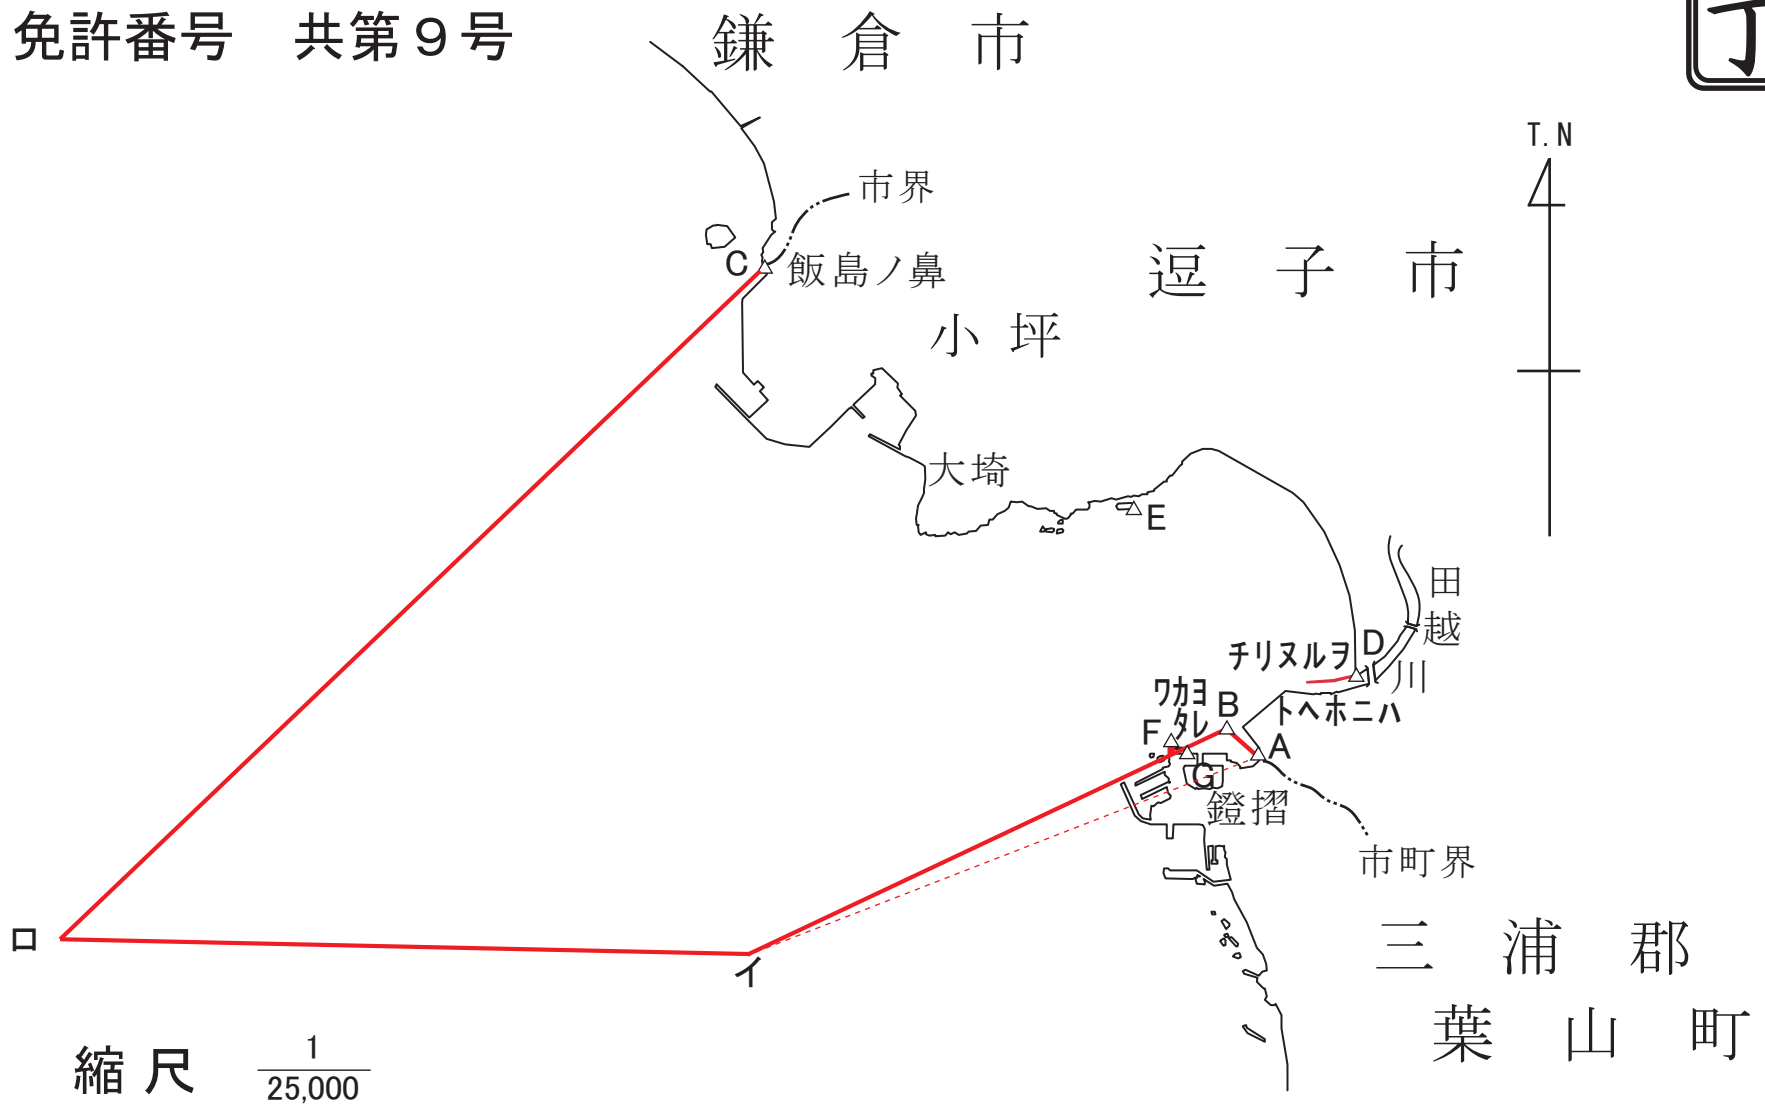 免許番号 共第９号
鎌倉市
T.N
市界
C
飯島ノ鼻
逗子市
小坪
大埼
E
田越川
D
チリヌルヲ
ワカヨ
タレ
B
トヘホニハ
F
A
G
鐙摺
市町界
ロ
イ
三浦郡
葉山町
縮尺 1
25,000